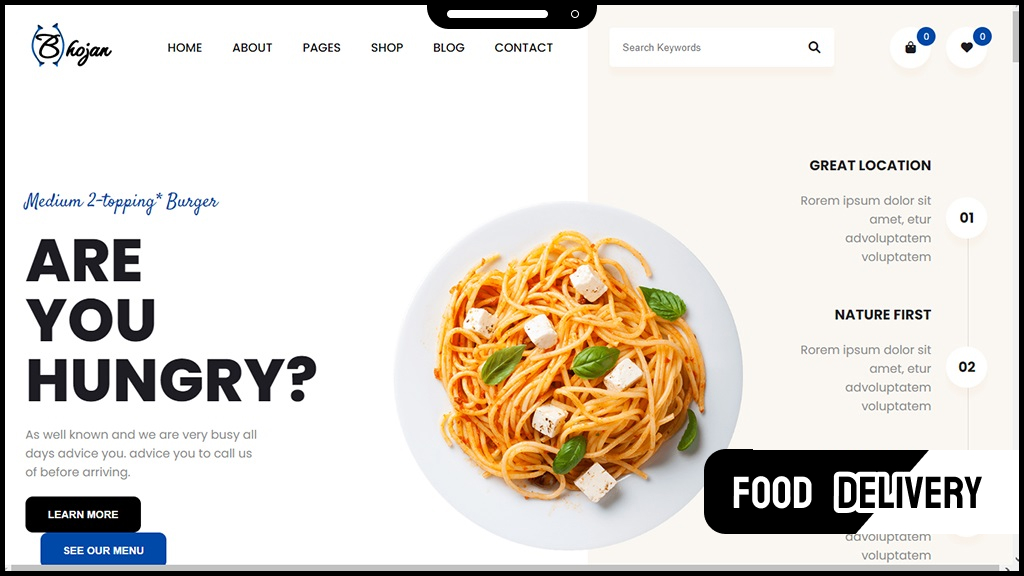 Bhojan
HOME
ABOUT
PAGES
SHOP
BLOG
CONTACT
Search Keywords
0
0
Medium 2-topping* Burger
ARE
YOU
HUNGRY?
As well known and we are very busy all
days advice you. advice you to call us
of before arriving.
LEARN MORE
SEE OUR MENU
GREAT LOCATION
Rorem ipsum dolor sit
amet, etur
advoluptatem
voluptatem
01
NATURE FIRST
Rorem ipsum dolor sit
amet, etur
advoluptatem
voluptatem
02
FOOD DELIVERY
advoluptatem
voluptatem